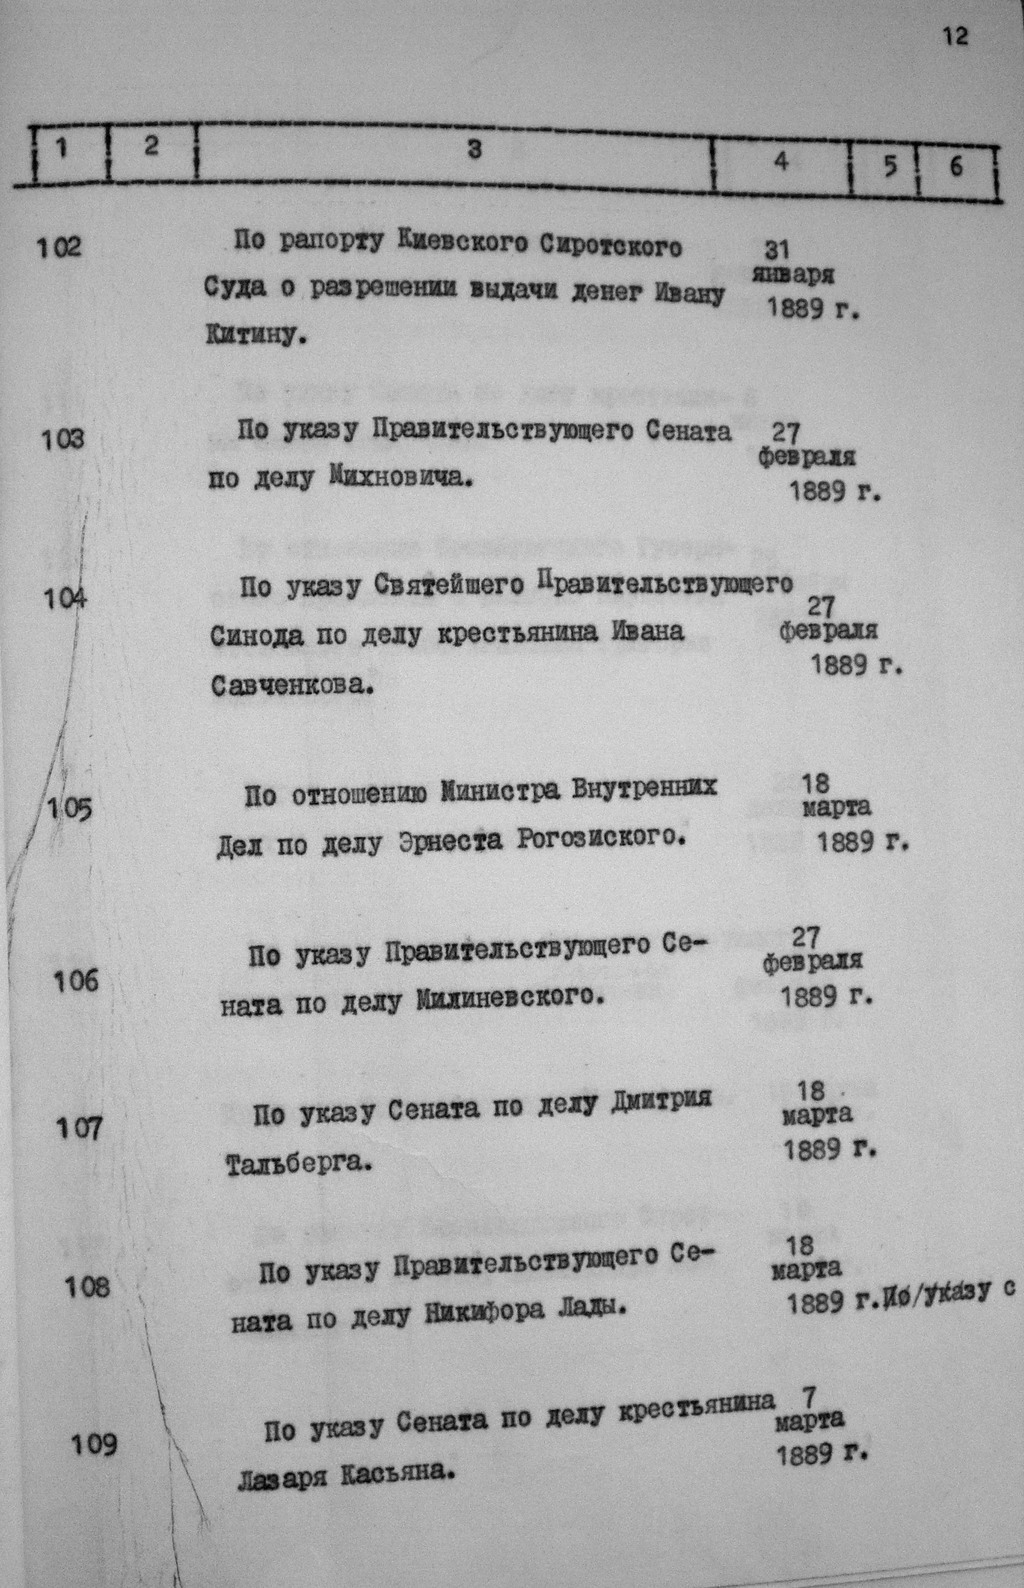 12
1 2 3 4 5 6
102 По рапорту Киевского Сиротского 31
Суда о разрешении выдачи денег Ивану января
Китину. 1889 г.
103 По указу Правительствующего Сената 27
по делу Михновича. февраля
1889 г.
104 По указу Святейшего Правительствующего
27
Синода по делу крестьянина Ивана февраля
Савченкова. 1889 г.
105 По отношению Министра Внутренних 18
марта
Дел по делу Эрнеста Рогозиского. 1889 г.
106 По указу Правительствующего Се- 27
февраля
ната по делу Милиневского. 1889 г.
107 По указу Сената по делу Дмитрия 18
марта
Тальберга. 1889 г.
108 По указу Правительствующего Се- 18
марта
ната по делу Никифора Лады. 1889 г. По указу с
109 По указу Сената по делу крестьянина 7
марта
Лазаря Касьяна. 1889 г.